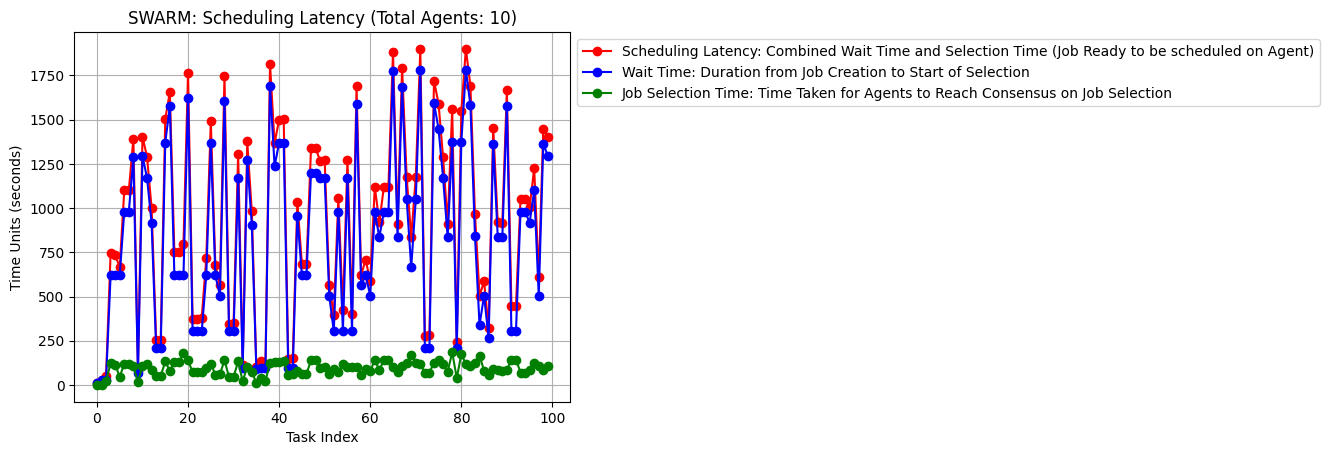 SWARM: Scheduling Latency (Total Agents: 10)
Scheduling Latency: Combined Wait Time and Selection Time (Job Ready to be scheduled on Agent)
Wait Time: Duration from Job Creation to Start of Selection
Job Selection Time: Time Taken for Agents to Reach Consensus on Job Selection
Time Units (seconds)
1750
1500
1250
1000
750
500
250
0
0 20 40 60 80 100
Task Index